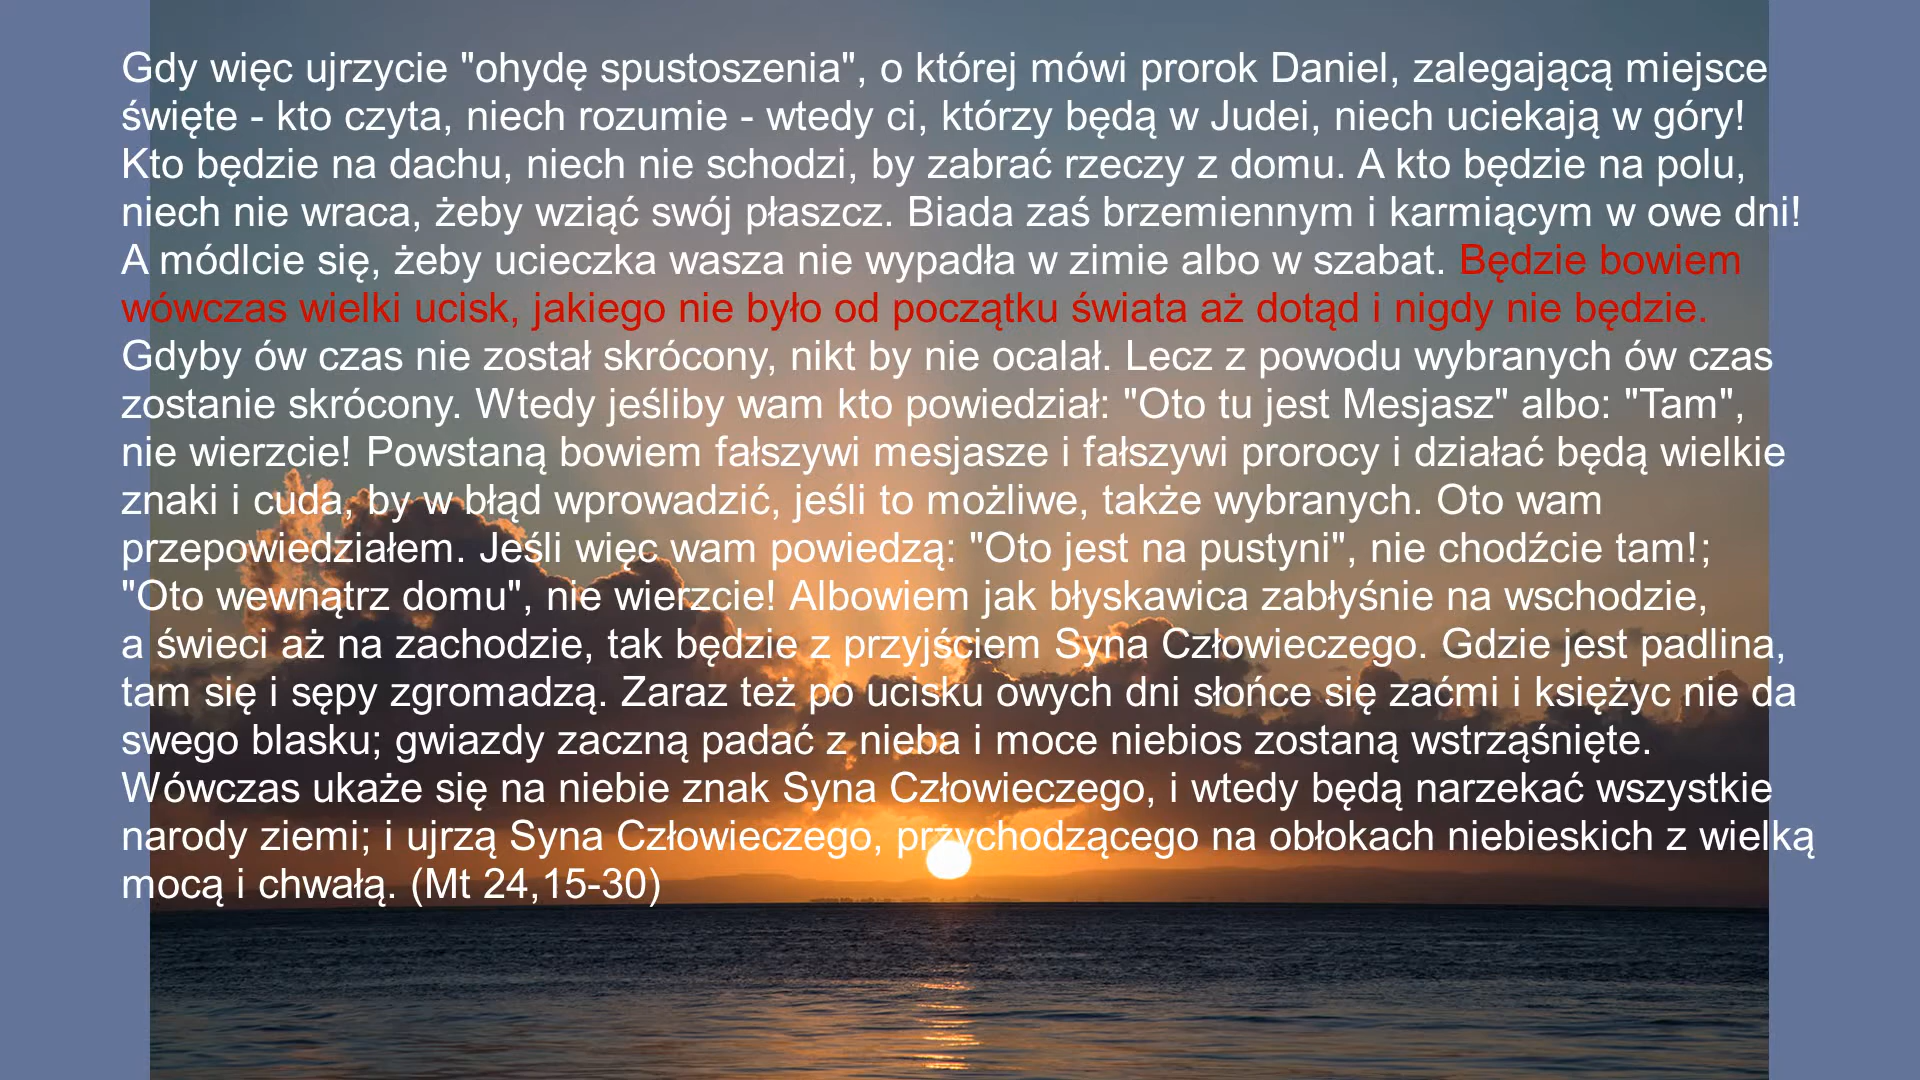 Gdy więc ujrzycie "ohydę spustoszenia", o której mówi prorok Daniel, zalegającą miejsce
święte - kto czyta, niech rozumie - wtedy ci, którzy będą w Judei, niech uciekają w góry!
Kto będzie na dachu, niech nie schodzi, by zabrać rzeczy z domu. A kto będzie na polu,
niech nie wraca, żeby wziąć swój płaszcz. Biada zaś brzemiennym i karmiącym w owe dni!
A módlcie się, żeby ucieczka wasza nie wypadła w zimie albo w szabat. Będzie bowiem
wówczas wielki ucisk, jakiego nie było od początku świata aż dotąd i nigdy nie będzie.
Gdyby ów czas nie został skrócony, nikt by nie ocalał. Lecz z powodu wybranych ów czas
zostanie skrócony. Wtedy jeśliby wam kto powiedział: "Oto tu jest Mesjasz" albo: "Tam",
nie wierzcie! Powstaną bowiem fałszywi mesjasze i fałszywi prorocy i działać będą wielkie
znaki i cuda, by w błąd wprowadzić, jeśli to możliwe, także wybranych. Oto wam
przepowiedziałem. Jeśli więc wam powiedzą: "Oto jest na pustyni", nie chodźcie tam!;
"Oto wewnątrz domu", nie wierzcie! Albowiem jak błyskawica zabłyśnie na wschodzie,
a świeci aż na zachodzie, tak będzie z przyjściem Syna Człowieczego. Gdzie jest padlina,
tam się i sępy zgromadzą. Zaraz też po ucisku owych dni słońce się zaćmi i księżyc nie da
swego blasku; gwiazdy zaczną padać z nieba i moce niebios zostaną wstrząśnięte.
Wówczas ukaże się na niebie znak Syna Człowieczego, i wtedy będą narzekać wszystkie
narody ziemi; i ujrzą Syna Człowieczego, przychodzącego na obłokach niebieskich z wielką
mocą i chwałą. (Mt 24,15-30)